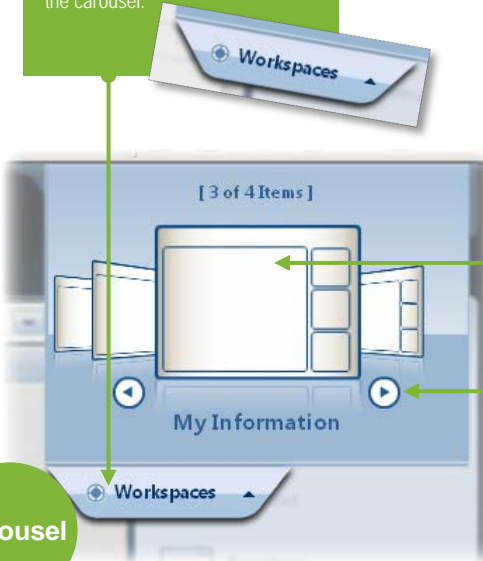 the carousel.
Workspaces
[ 3 of 4 Items ]
My Information
Workspaces
ousel